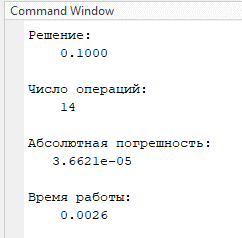 Command Window
Решение:
0.1000
Число операций:
14
Абсолютная погрешность:
3.6621e-05
Время работы:
0.0026